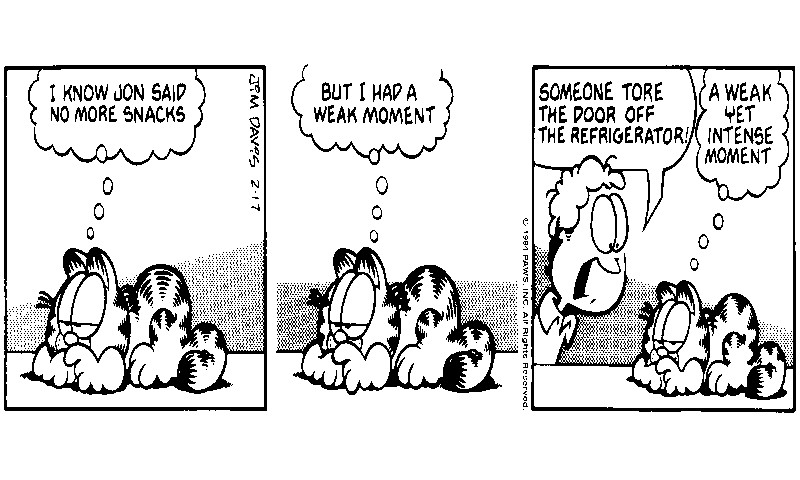 I KNOW JON SAID
NO MORE SNACKS
JIM DAVIS 2-17
BUT I HAD A
WEAK MOMENT
SOMEONE TORE
THE DOOR OFF
THE REFRIGERATOR!
A WEAK
YET
INTENSE
MOMENT
© 1981 PAWS, INC. All Rights Reserved.